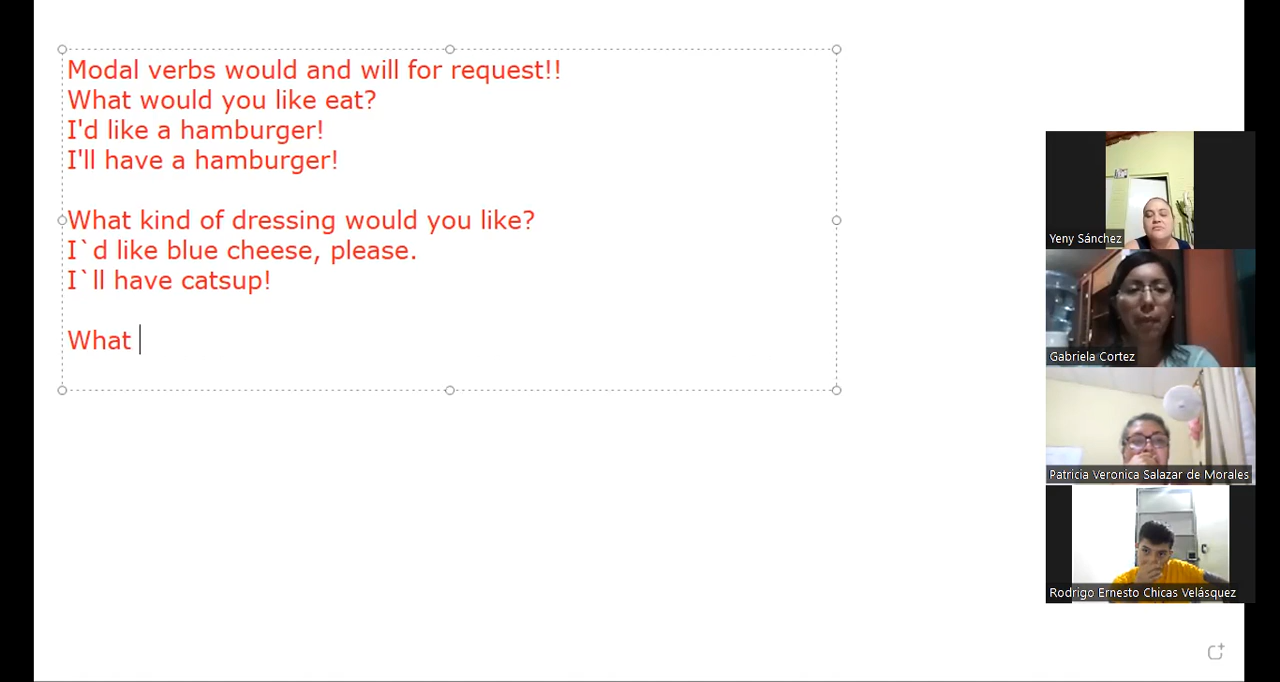 Modal verbs would and will for request!!
What would you like eat?
I'd like a hamburger!
I'll have a hamburger!
What kind of dressing would you like?
I`d like blue cheese, please.
I`ll have catsup!
What
Yeny Sánchez
Gabriela Cortez
Patricia Veronica Salazar de Morales
Rodrigo Ernesto Chicas Velásquez